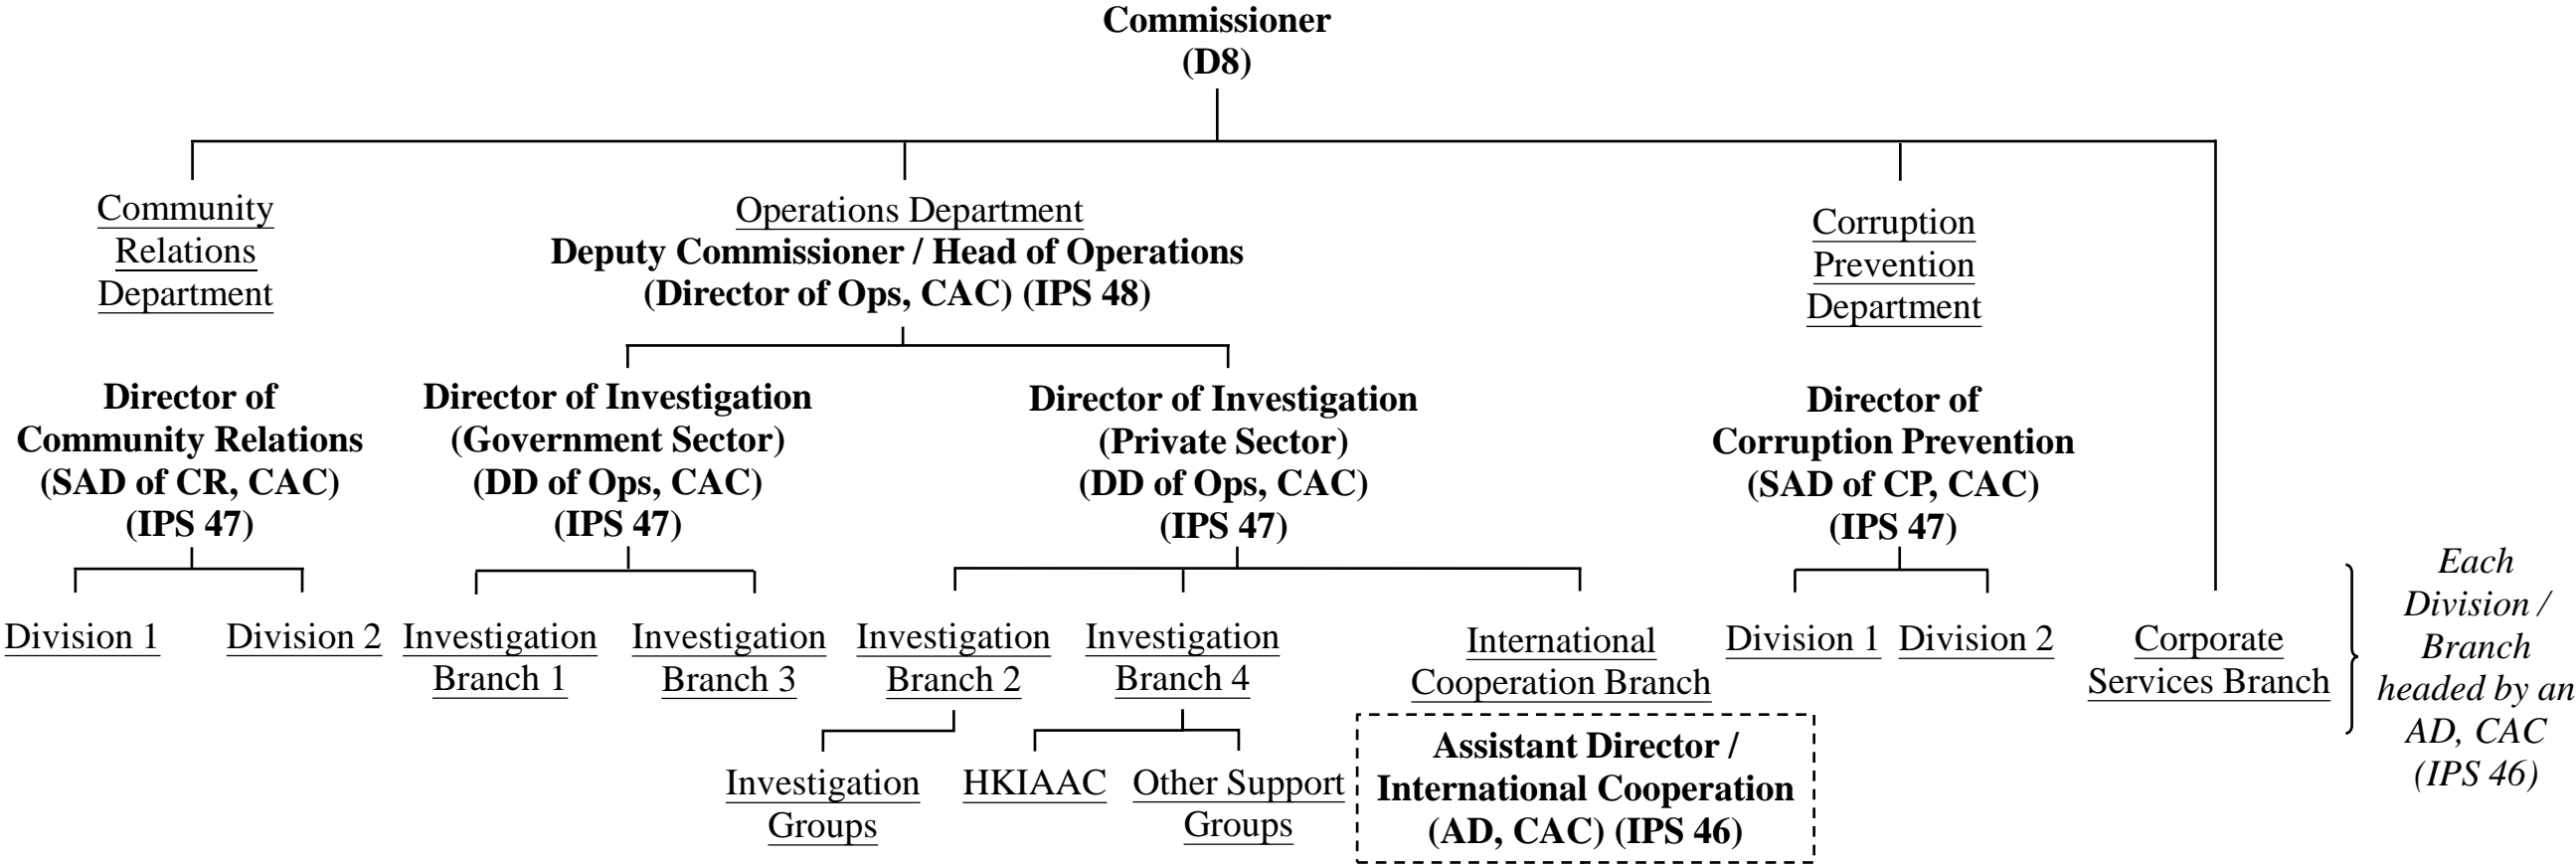 Commissioner
(D8)
Community
Relations
Department
Operations Department
Deputy Commissioner / Head of Operations
(Director of Ops, CAC) (IPS 48)
Corruption
Prevention
Department
Director of
Community Relations
(SAD of CR, CAC)
(IPS 47)
Director of Investigation
(Government Sector)
(DD of Ops, CAC)
(IPS 47)
Director of Investigation
(Private Sector)
(DD of Ops, CAC)
(IPS 47)
Director of
Corruption Prevention
(SAD of CP, CAC)
(IPS 47)
Division 1
Division 2
Investigation
Branch 1
Investigation
Branch 3
Investigation
Branch 2
Investigation
Branch 4
International
Cooperation Branch
Division 1
Division 2
Corporate
Services Branch
Each
Division /
Branch
headed by an
AD, CAC
(IPS 46)
Investigation
Groups
HKIAAC
Other Support
Groups
Assistant Director /
International Cooperation
(AD, CAC) (IPS 46)